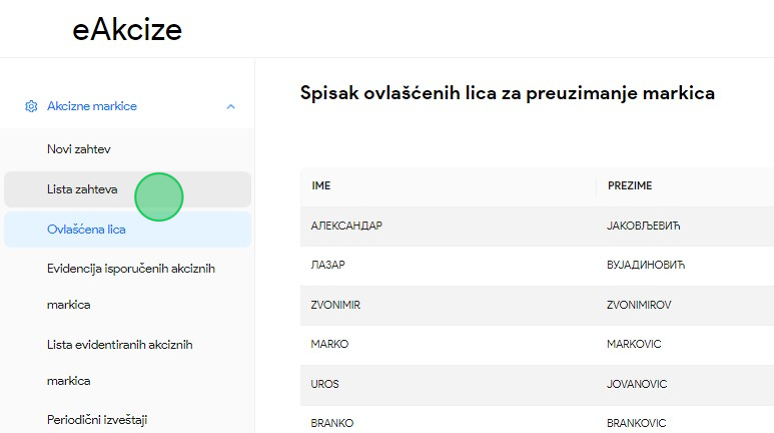 eAkcize
Akcizne markice
Novi zahtev
Lista zahteva
Ovlašćena lica
Evidencija isporučenih akciznih
markica
Lista evidentiranih akciznih
markica
Periodični izveštaji
Spisak ovlašćenih lica za preuzimanje markica
IME PREZIME
АЛЕКСАНДАР ЈАКОВЉЕВИЋ
ЛАЗАР ВУЈАДИНОВИЋ
ZVONIMIR ZVONIMIROV
MARKO MARKOVIC
UROS JOVANOVIC
BRANKO BRANKOVIC